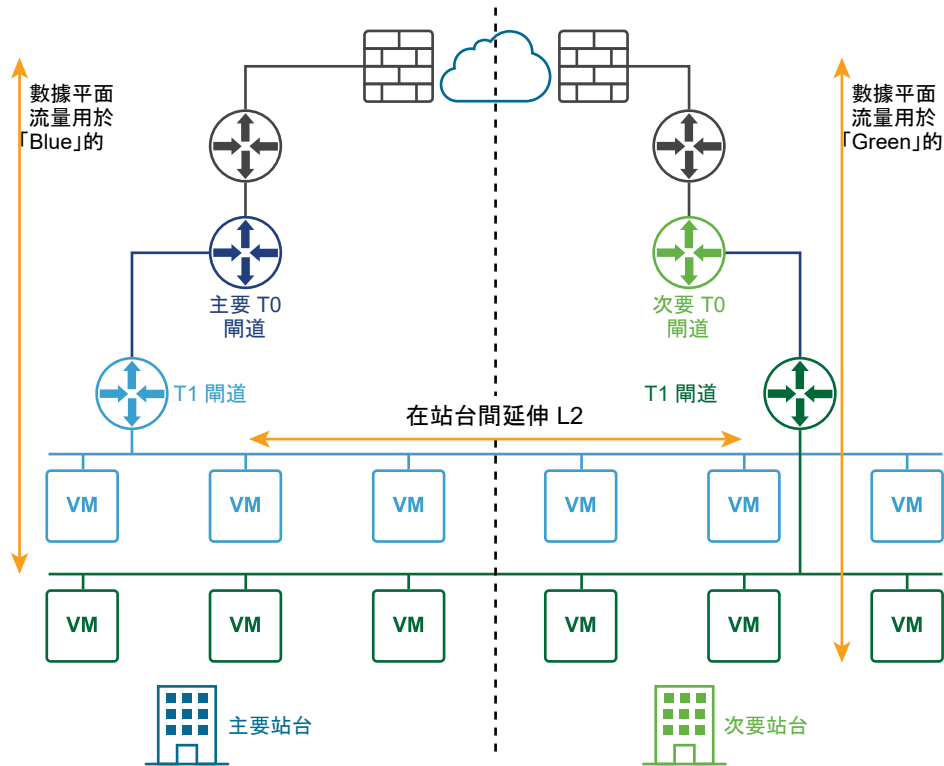 數據平面
流量用於
「Blue」的
數據平面
流量用於
「Green」的
主要 T0
閘道
次要 T0
閘道
T1 閘道
T1 閘道
在站台間延伸 L2
VM
VM
VM
VM
VM
VM
VM
VM
VM
VM
VM
VM
主要站台
次要站台